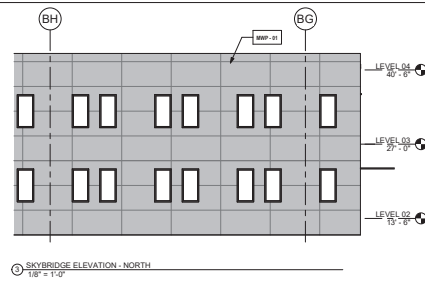 BH
BG
MWP - 01
LEVEL 04
40' - 6"
LEVEL 03
27' - 0"
LEVEL 02
13' - 6"
3 SKYBRIDGE ELEVATION - NORTH
1/8" = 1'-0"